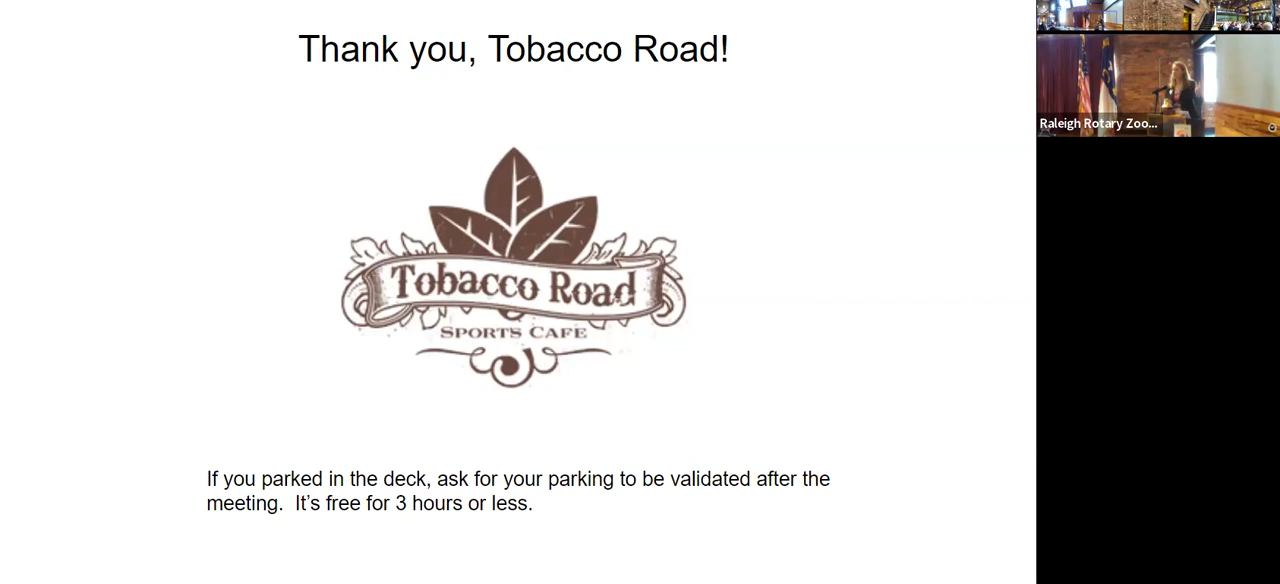 Thank you, Tobacco Road!
Tobacco Road
SPORTS CAFE
If you parked in the deck, ask for your parking to be validated after the
meeting.  It’s free for 3 hours or less.
Raleigh Rotary Zoo...